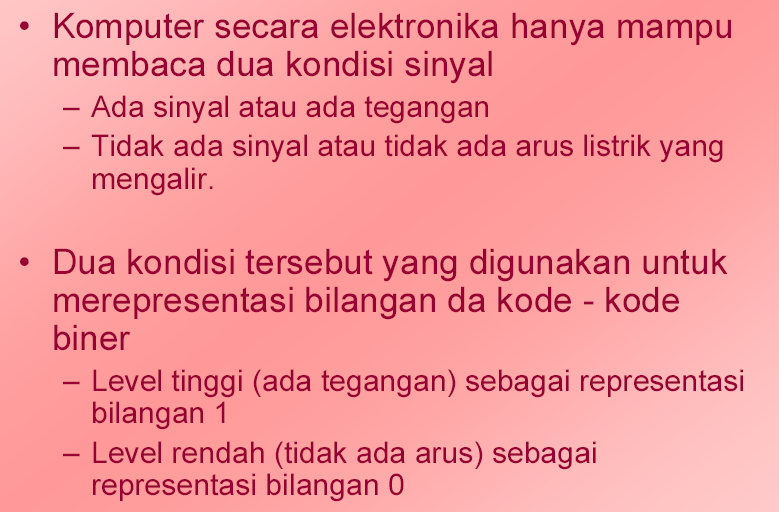 • Komputer secara elektronika hanya mampu
membaca dua kondisi sinyal
– Ada sinyal atau ada tegangan
– Tidak ada sinyal atau tidak ada arus listrik yang
mengalir.
• Dua kondisi tersebut yang digunakan untuk
merepresentasi bilangan da kode - kode
biner
– Level tinggi (ada tegangan) sebagai representasi
bilangan 1
– Level rendah (tidak ada arus) sebagai
representasi bilangan 0